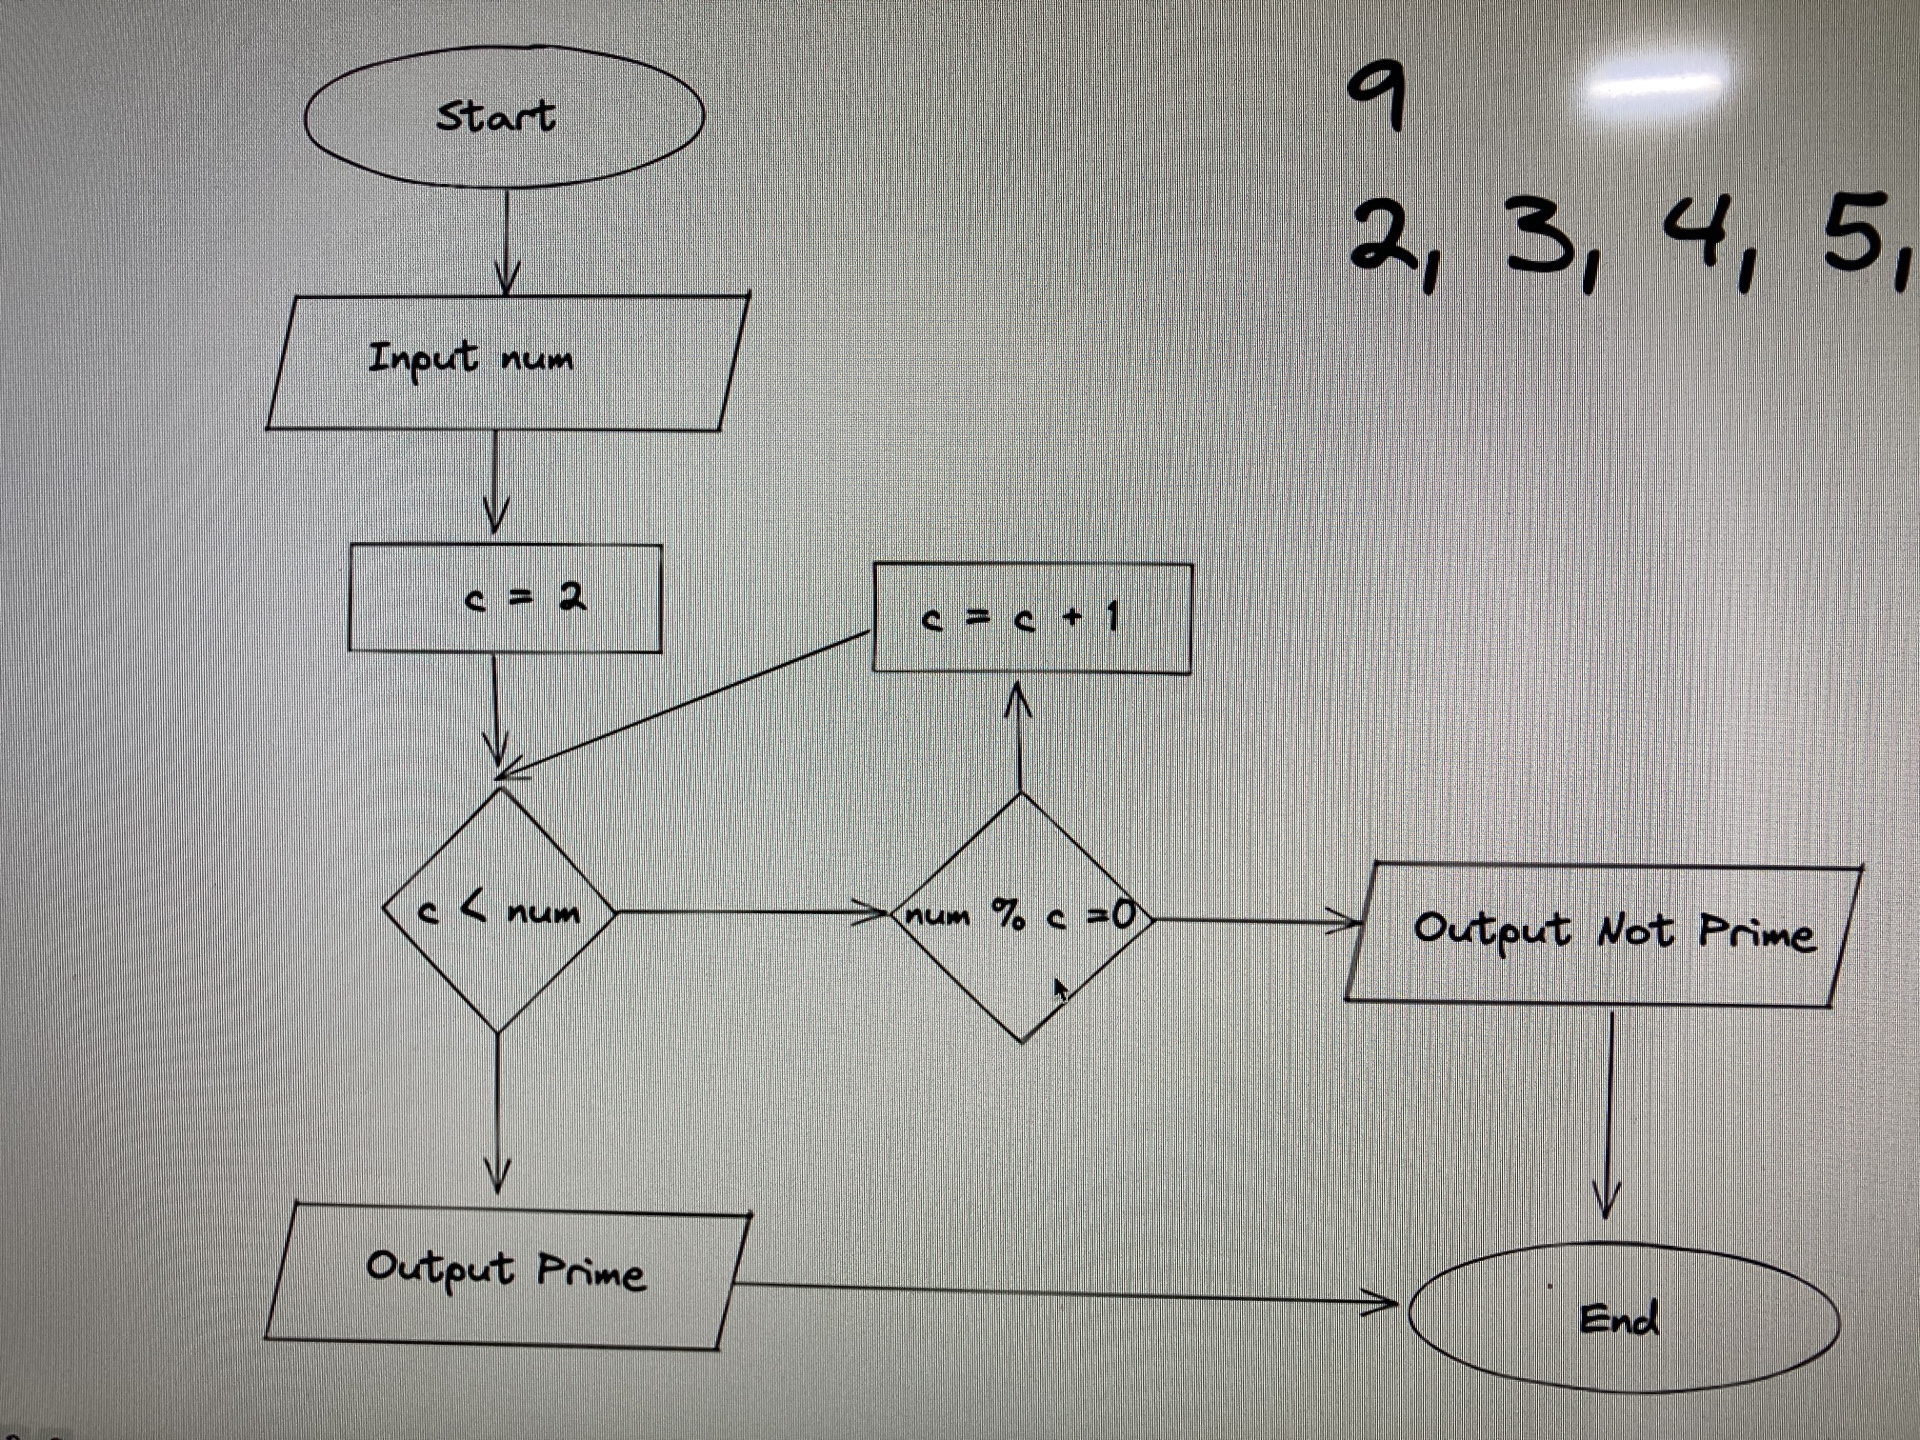 Start
9
2, 3, 4, 5,
Input num
c = 2
c = c + 1
c < num
num % c =0
Output Not Prime
Output Prime
End